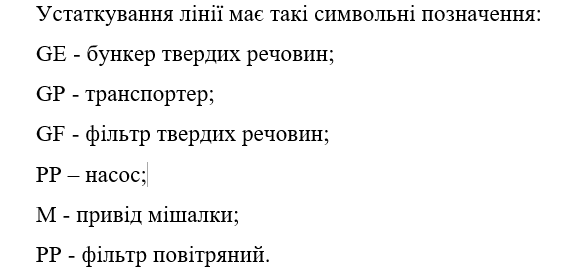 Устаткування лінії має такі символьні позначення:
GE - бункер твердих речовин;
GP - транспортер;
GF - фільтр твердих речовин;
PP – насос;
M - привід мішалки;
PP - фільтр повітряний.